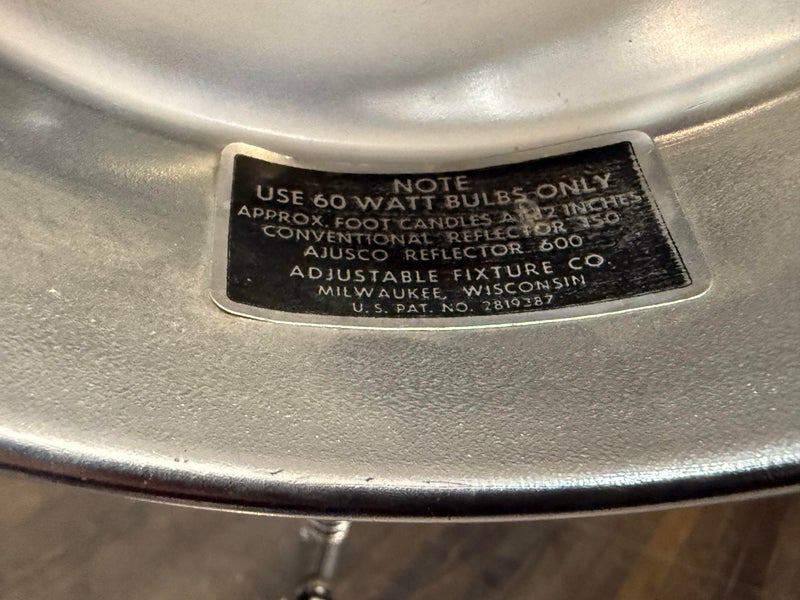 NOTE
USE 60 WATT BULBS ONLY
APPROX. FOOT CANDLES AT 12 INCHES
CONVENTIONAL REFLECTOR 350
AJUSCO REFLECTOR 600
ADJUSTABLE FIXTURE CO.
MILWAUKEE, WISCONSIN
U. S. PAT. NO. 2819387